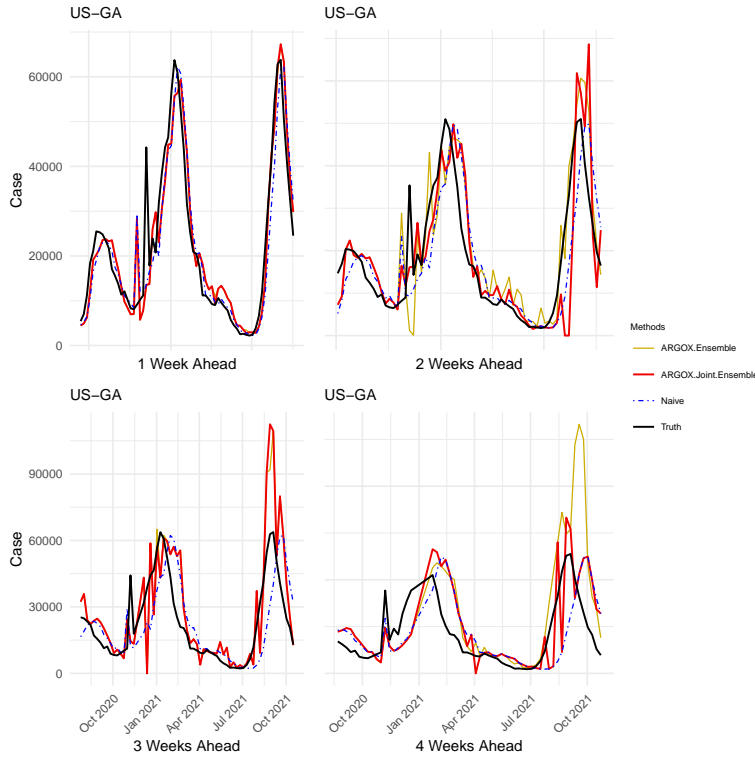 US−GA
US−GA
Case
60000
40000
20000
0
1 Week Ahead
2 Weeks Ahead
Methods
ARGOX.Ensemble
ARGOX.Joint.Ensemble
Naive
Truth
US−GA
US−GA
Case
90000
60000
30000
0
Oct 2020
Jan 2021
Apr 2021
Jul 2021
Oct 2021
Oct 2020
Jan 2021
Apr 2021
Jul 2021
Oct 2021
3 Weeks Ahead
4 Weeks Ahead